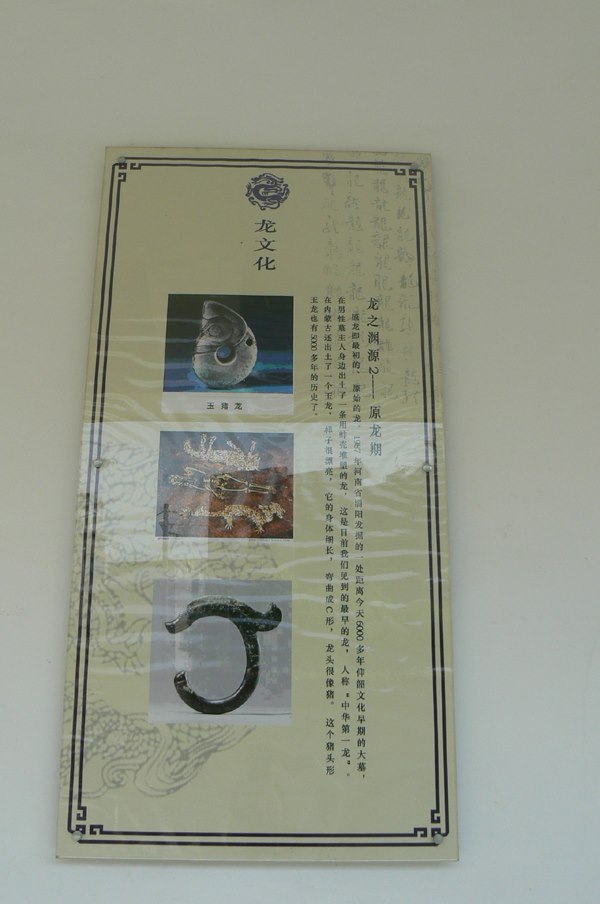 龙文化
龙之渊源2——原龙期
原龙即最初的、原始的龙。1987年河南省濮阳发掘的一处距离今天6000多年仰韶文化早期的大墓，
在男性墓主人身边出土了一条用蚌壳堆塑的龙，这是目前我们见到的最早的龙，人称“中华第一龙”。
在内蒙古还出土了一个玉龙，样子很漂亮，它的身体细长，弯曲成C形，龙头很像猪。这个猪头形
玉龙也有5000多年的历史了。
玉猪龙